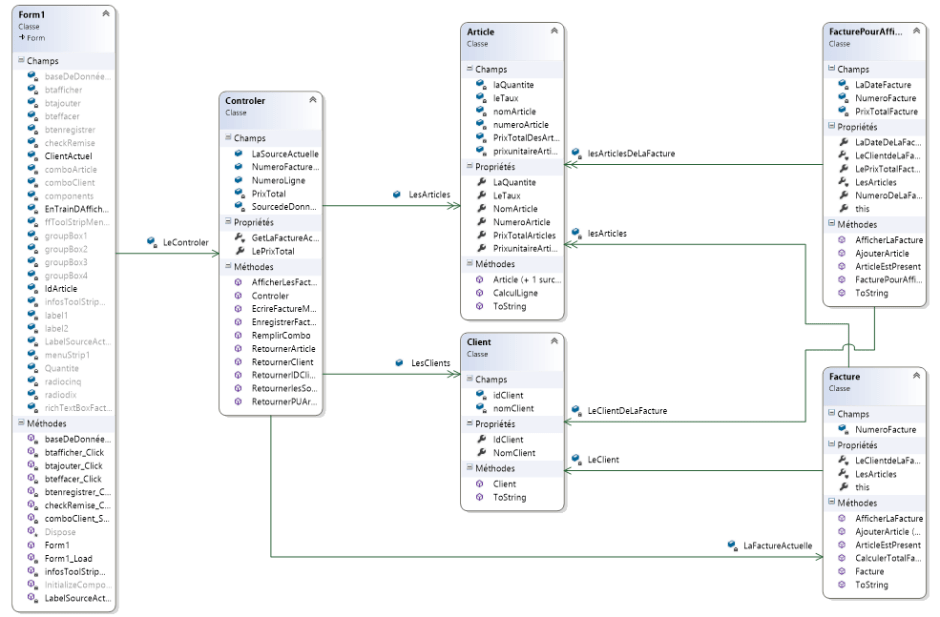 Form1
Classe
Form
Champs
baseDeDonnée...
btafficher
btajouter
bteffacer
btenregistrer
checkRemise
ClientActuel
comboArticle
comboClient
components
EnTrainDAffich...
ffToolStripMen...
groupBox1
groupBox2
groupBox3
groupBox4
IdArticle
infosToolStrip...
label1
label2
LabelSourceAct...
menuStrip1
Quantite
radiocinq
radiodix
richTextBoxFact...
Méthodes
baseDeDonnée...
btafficher_Click
btajouter_Click
bteffacer_Click
btenregistrer_C...
checkRemise_C...
comboClient_S...
Dispose
Form1
Form1_Load
infosToolStrip...
InitializeCompo...
LabelSourceAct...
LeControler
Controler
Classe
Champs
LaSourceActuelle
NumeroFacture...
NumeroLigne
PrixTotal
SourcedeDonn...
Propriétés
GetLaFactureAc...
LePrixTotal
Méthodes
AfficherLesFact...
Controler
EcrireFactureM...
EnregistrerFact...
RemplirCombo
RetournerArticle
RetournerClient
RetournerIDCli...
RetournerlesSo...
RetournerPUAr...
LesArticles
LesClients
Article
Classe
Champs
laQuantite
leTaux
nomArticle
numeroArticle
PrixTotalDesArt...
prixunitaireArti...
Propriétés
LaQuantite
LeTaux
NomArticle
NumeroArticle
PrixTotalArticles
PrixunitaireArti...
Méthodes
Article (+ 1 surc...
CalculLigne
ToString
Client
Classe
Champs
idClient
nomClient
Propriétés
IdClient
NomClient
Méthodes
Client
ToString
lesArticlesDeLaFacture
lesArticles
LeClientDeLaFacture
LeClient
LaFactureActuelle
FacturePourAffi...
Classe
Champs
LaDateFacture
NumeroFacture
PrixTotalFacture
Propriétés
LaDateDeLaFac...
LeClientdeLaFa...
LePrixTotalFact...
LesArticles
NumeroDeLaFa...
this
Méthodes
AfficherLaFacture
AjouterArticle
ArticleEstPresent
FacturePourAffi...
ToString
Facture
Classe
Champs
NumeroFacture
Propriétés
LeClientdeLaFa...
LesArticles
this
Méthodes
AfficherLaFacture
AjouterArticle (...
ArticleEstPresent
CalculerTotalFa...
Facture
ToString